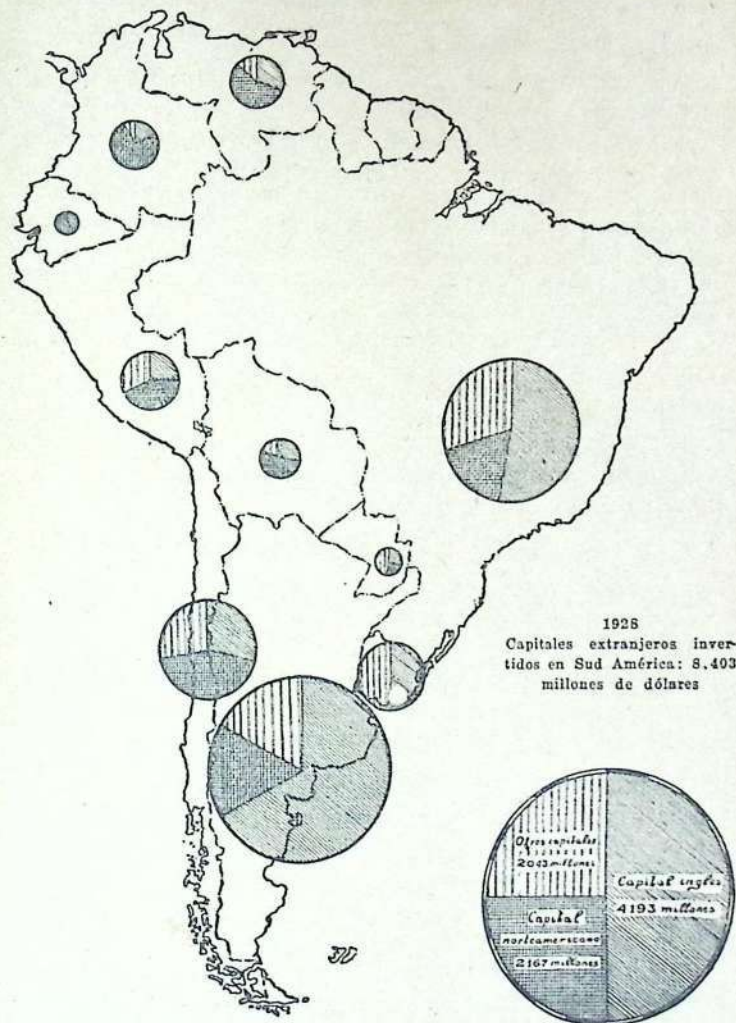 1928
Capitales extranjeros inver-
tidos en Sud América: 8.403
millones de dólares
Otros capitales
2043 millones
Capital inglés
4193 millones
Capital
norteamericano
2167 millones